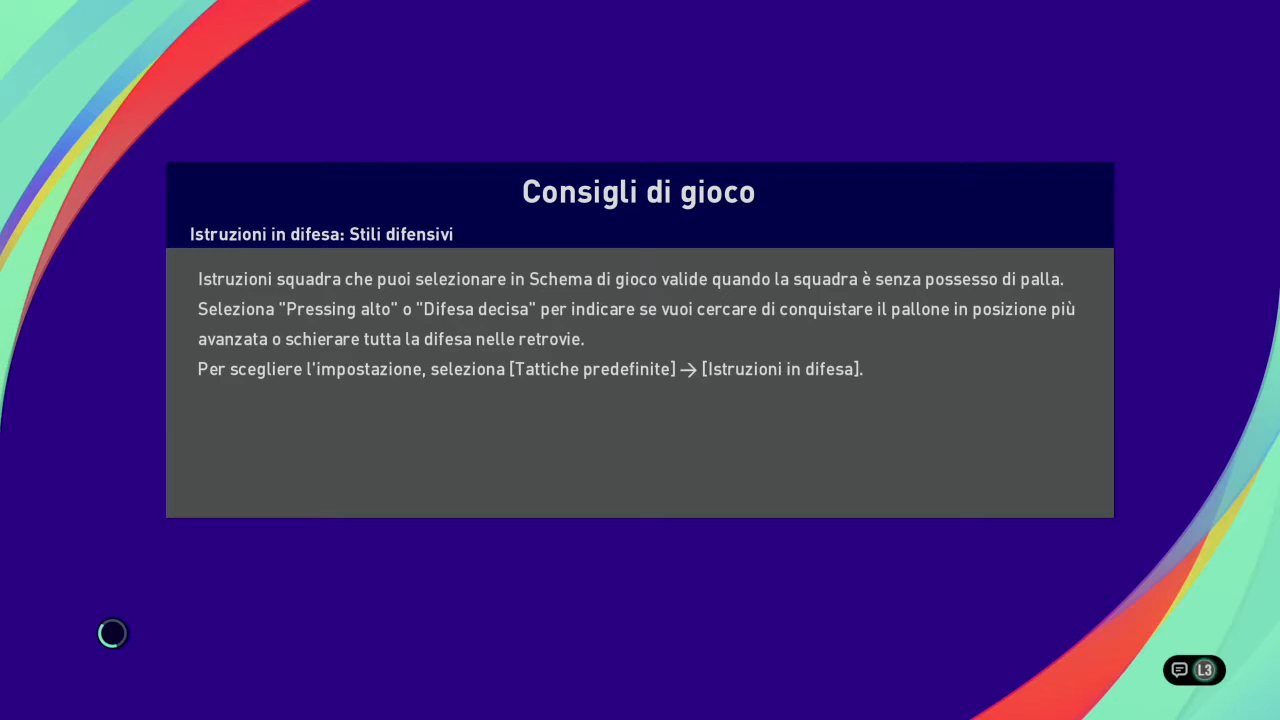 Consigli di gioco
Istruzioni in difesa: Stili difensivi
Istruzioni squadra che puoi selezionare in Schema di gioco valide quando la squadra è senza possesso di palla.
Seleziona "Pressing alto" o "Difesa decisa" per indicare se vuoi cercare di conquistare il pallone in posizione più
avanzata o schierare tutta la difesa nelle retrovie.
Per scegliere l'impostazione, seleziona [Tattiche predefinite] → [Istruzioni in difesa].
L3